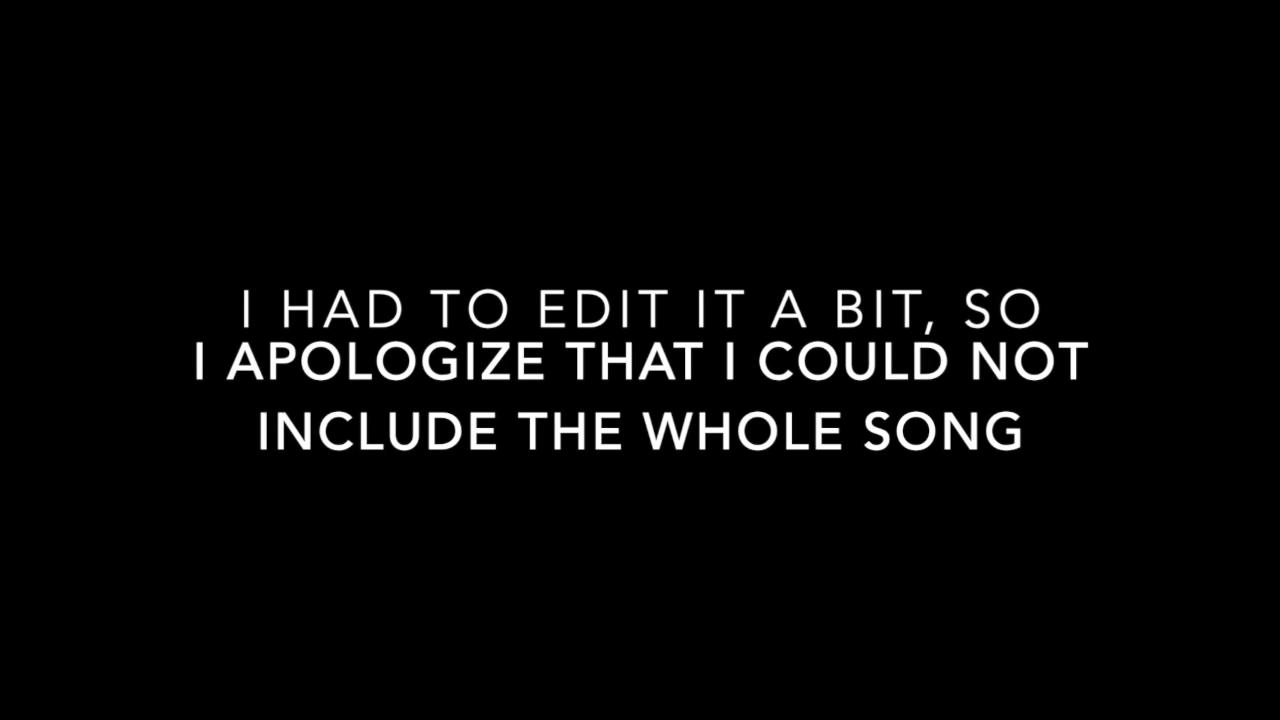 I HAD TO EDIT IT A BIT, SO
I APOLOGIZE THAT I COULD NOT
INCLUDE THE WHOLE SONG